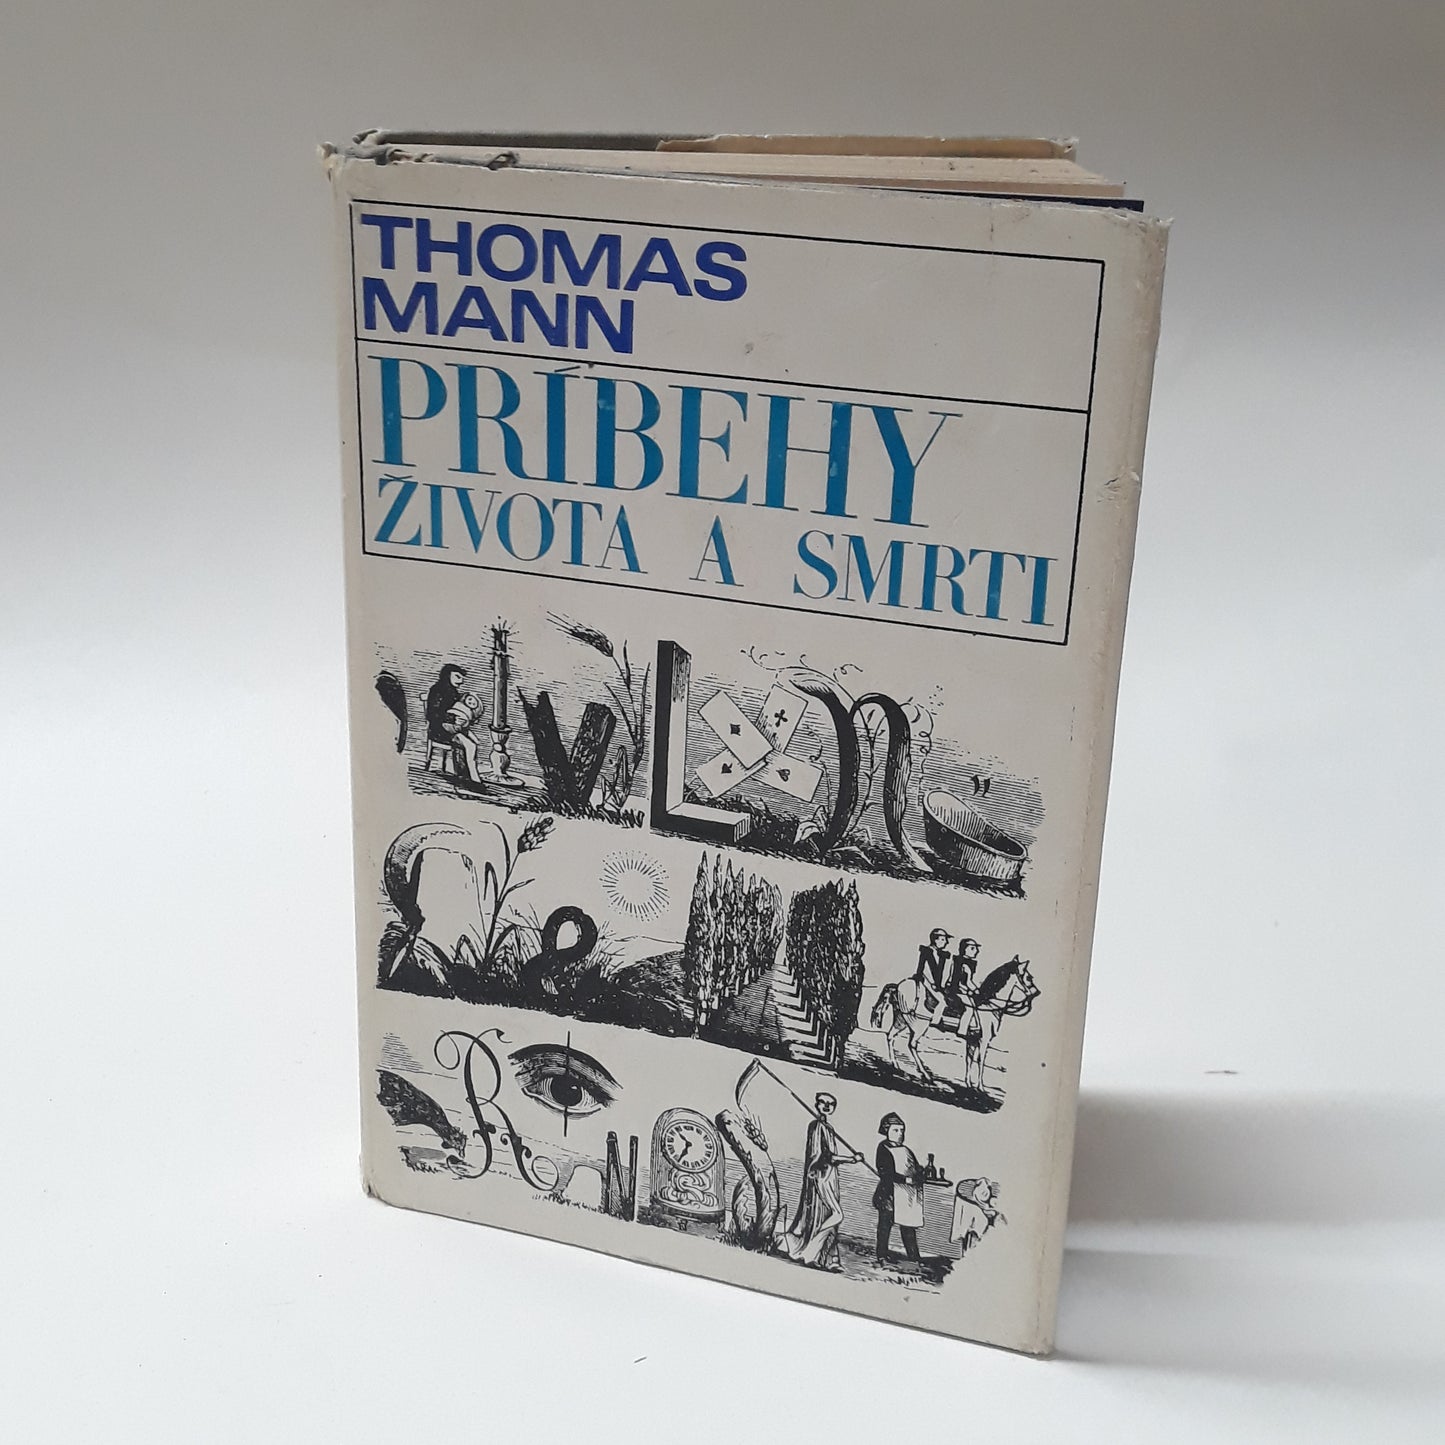 THOMAS
MANN
PRÍBEHY
ŽIVOTA A SMRTI